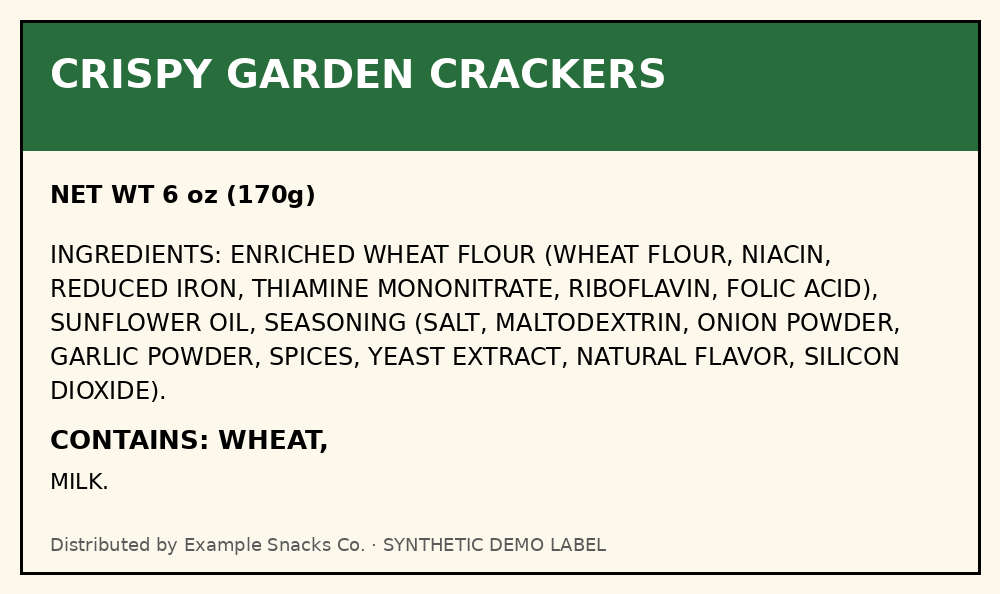 CRISPY GARDEN CRACKERS
NET WT 6 oz (170g)
INGREDIENTS: ENRICHED WHEAT FLOUR (WHEAT FLOUR, NIACIN,
REDUCED IRON, THIAMINE MONONITRATE, RIBOFLAVIN, FOLIC ACID),
SUNFLOWER OIL, SEASONING (SALT, MALTODEXTRIN, ONION POWDER,
GARLIC POWDER, SPICES, YEAST EXTRACT, NATURAL FLAVOR, SILICON
DIOXIDE).
CONTAINS: WHEAT,
MILK.
Distributed by Example Snacks Co. · SYNTHETIC DEMO LABEL